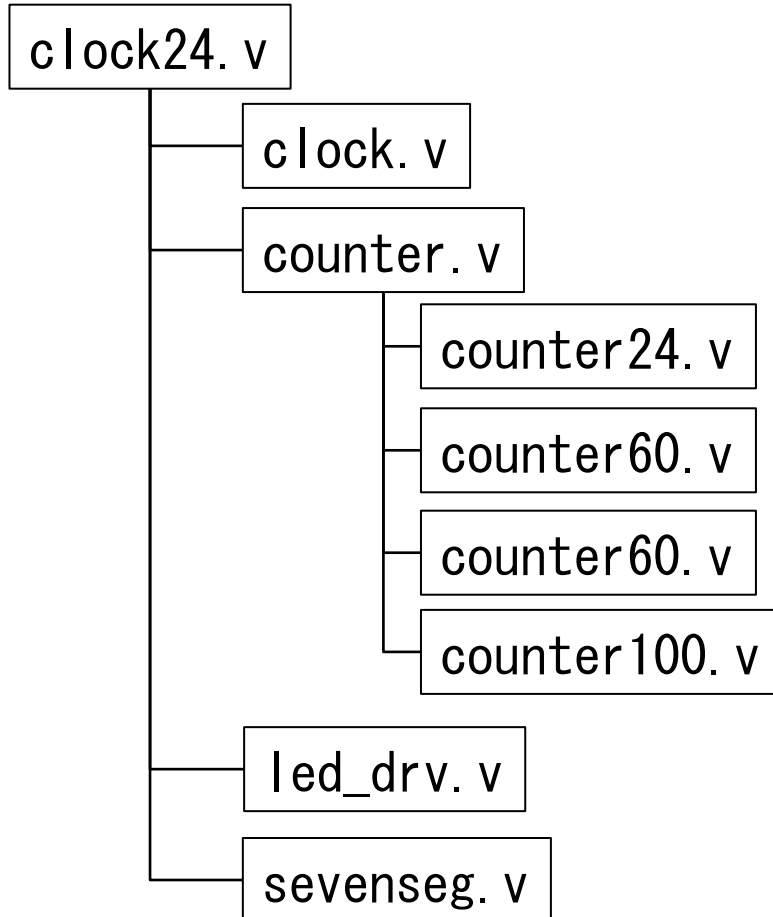 clock24.v
clock.v
counter.v
counter24.v
counter60.v
counter60.v
counter100.v
led_drv.v
sevenseg.v